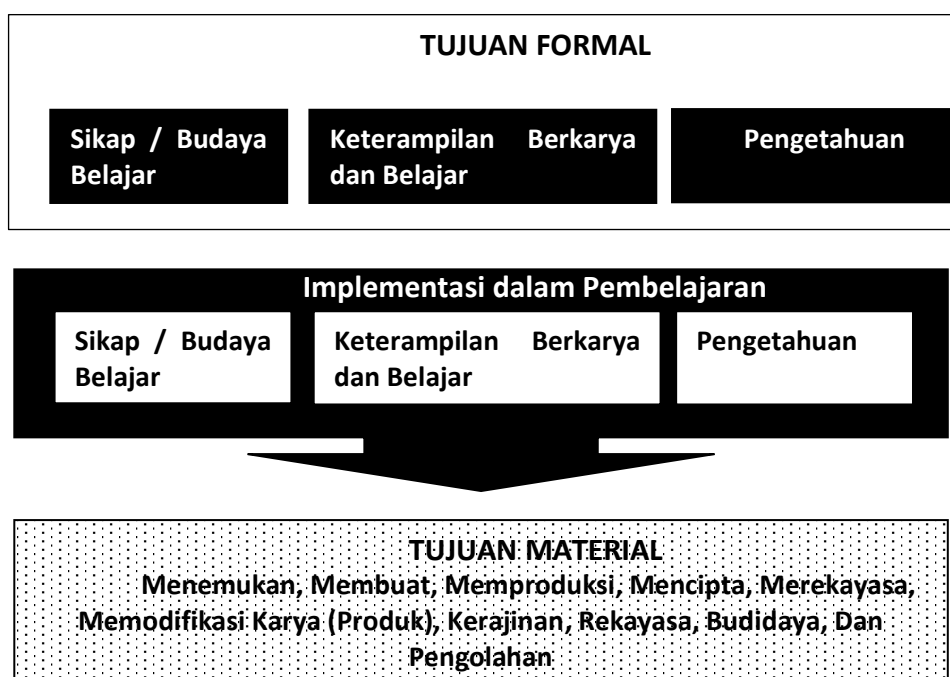 TUJUAN FORMAL
Sikap / Budaya
Belajar
Keterampilan Berkarya
dan Belajar
Pengetahuan
Implementasi dalam Pembelajaran
Sikap / Budaya
Belajar
Keterampilan Berkarya
dan Belajar
Pengetahuan
TUJUAN MATERIAL
Menemukan, Membuat, Memproduksi, Mencipta, Merekayasa,
Memodifikasi Karya (Produk), Kerajinan, Rekayasa, Budidaya, Dan
Pengolahan